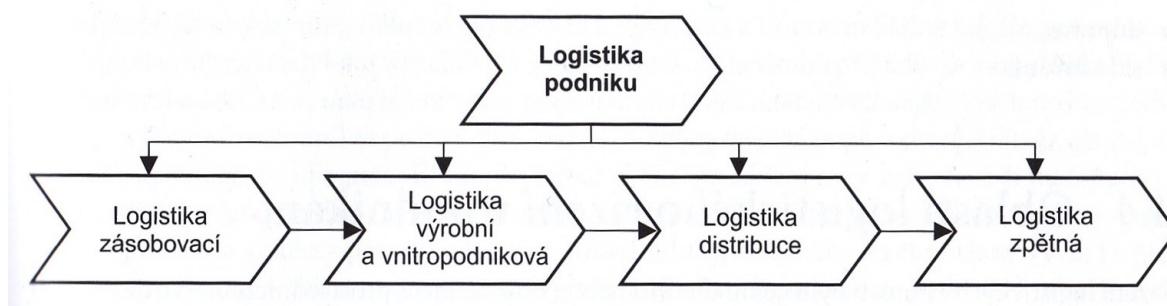 Logistika
podniku
Logistika
zásobovací
Logistika
výrobní
a vnitropodniková
Logistika
distribuce
Logistika
zpětná